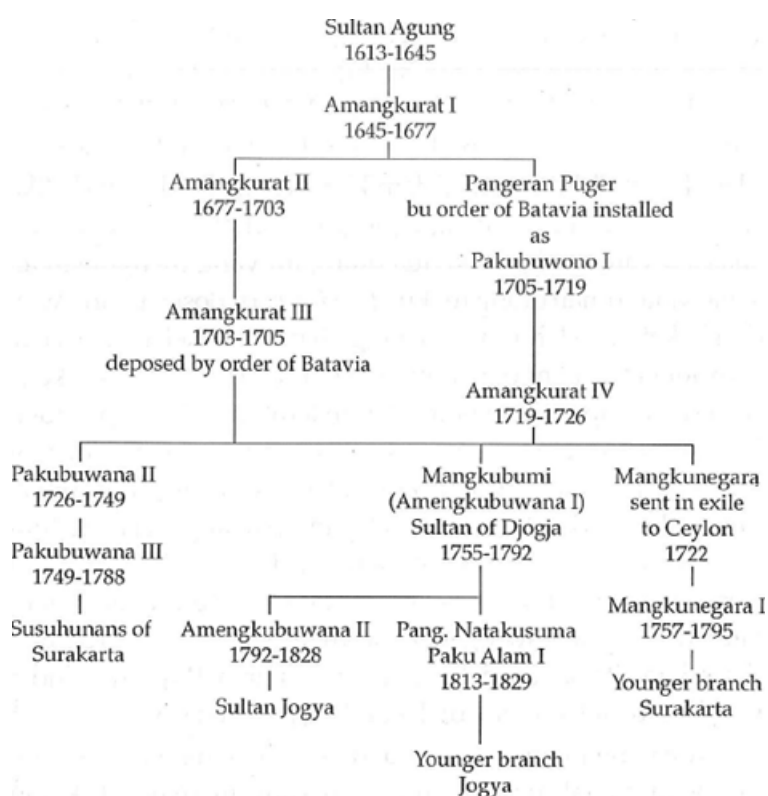 Sultan Agung
1613-1645
Amangkurat I
1645-1677
Amangkurat II
1677-1703
Pangeran Puger
bu order of Batavia installed
as
Pakubuwono I
1705-1719
Amangkurat III
1703-1705
deposed by order of Batavia
Amangkurat IV
1719-1726
Pakubuwana II
1726-1749
Mangkubumi
(Amengkubuwana I)
Sultan of Djogja
1755-1792
Mangkunegara
sent in exile
to Ceylon
1722
Pakubuwana III
1749-1788
Mangkunegara I
1757-1795
Susuhunans of
Surakarta
Amengkubuwana II
1792-1828
Pang. Natakusuma
Paku Alam I
1813-1829
Sultan Jogya
Younger branch
Surakarta
Younger branch
Jogya